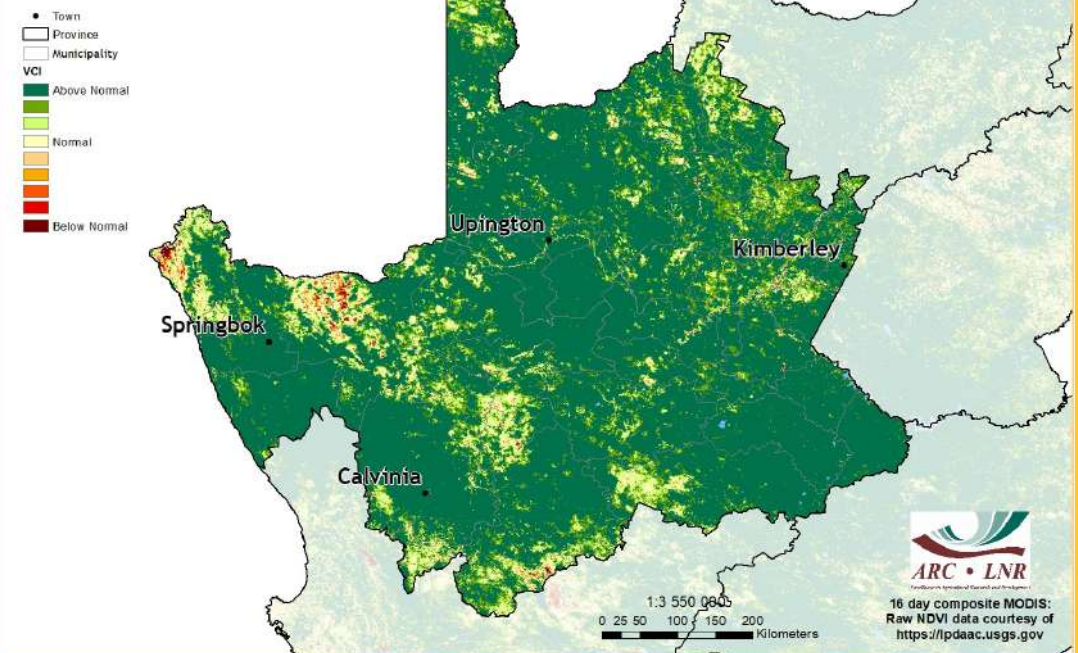 Town
Province
Municipality
VCI
Above Normal
Normal
Below Normal
Upington
Kimberley
Springbok
Calvinia
ARC • LNR
1:3 550 000
0 25 50 100 150 200
Kilometers
16 day composite MODIS:
Raw NDVI data courtesy of
https://lpdaac.usgs.gov